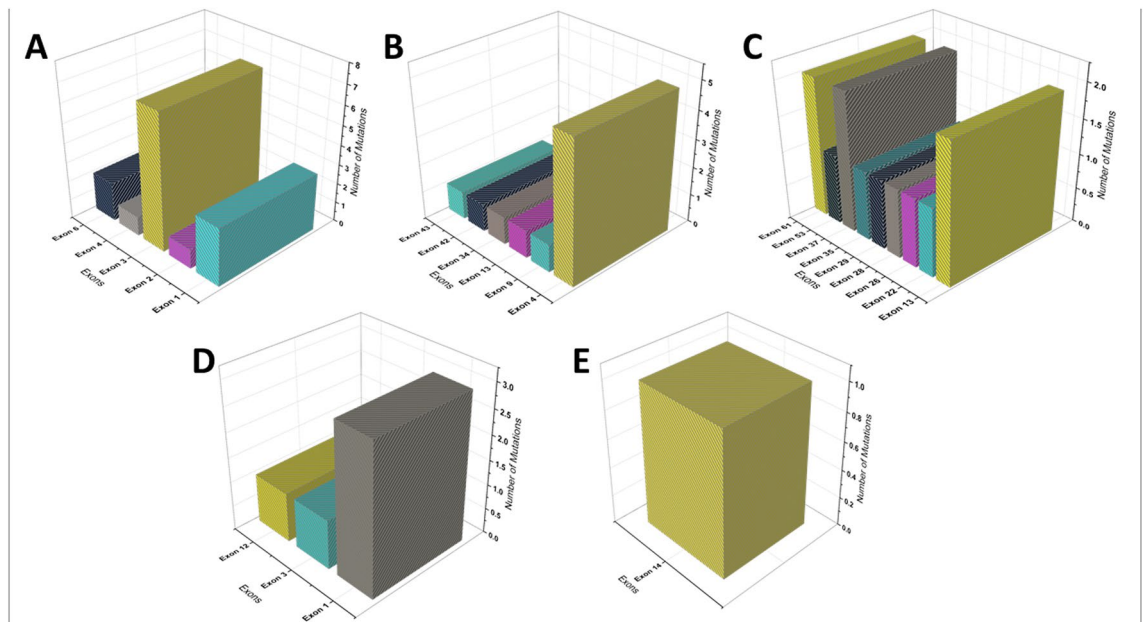 A
8
7
6
5
4
3
2
1
0
Number of Mutations
Exon 6
Exon 4
Exon 3
Exon 2
Exon 1
Exons
B
5
4
3
2
1
0
Number of Mutations
Exon 43
Exon 42
Exon 34
Exon 13
Exon 9
Exon 4
Exons
C
2.0
1.5
1.0
0.5
0.0
Number of Mutations
Exon 61
Exon 53
Exon 37
Exon 35
Exon 29
Exon 28
Exon 26
Exon 22
Exon 13
Exons
D
3.0
2.5
2.0
1.5
1.0
0.5
0.0
Number of Mutations
Exon 12
Exon 3
Exon 1
Exons
E
1.0
0.8
0.6
0.4
0.2
0.0
Number of Mutations
Exon 14
Exons